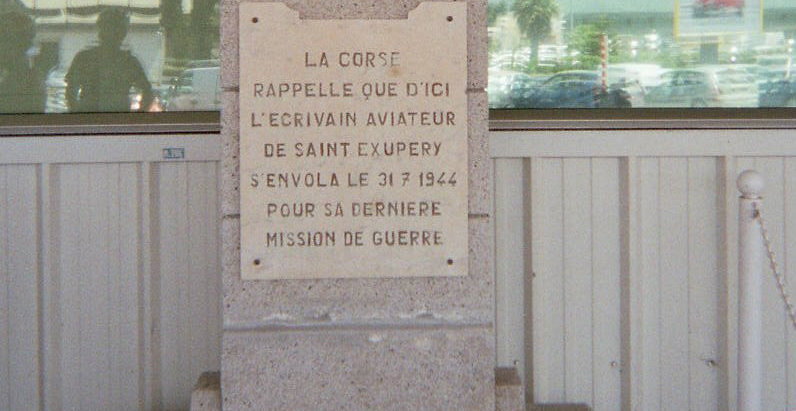 LA CORSE
RAPPELLE QUE D'ICI
L'ECRIVAIN AVIATEUR
DE SAINT EXUPERY
S'ENVOLA LE 31 7 1944
POUR SA DERNIERE
MISSION DE GUERRE